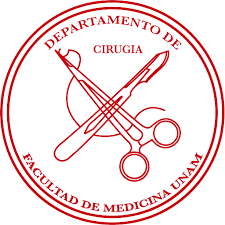 DEPARTAMENTO DE
CIRUGIA
FACULTAD DE MEDICINA UNAM